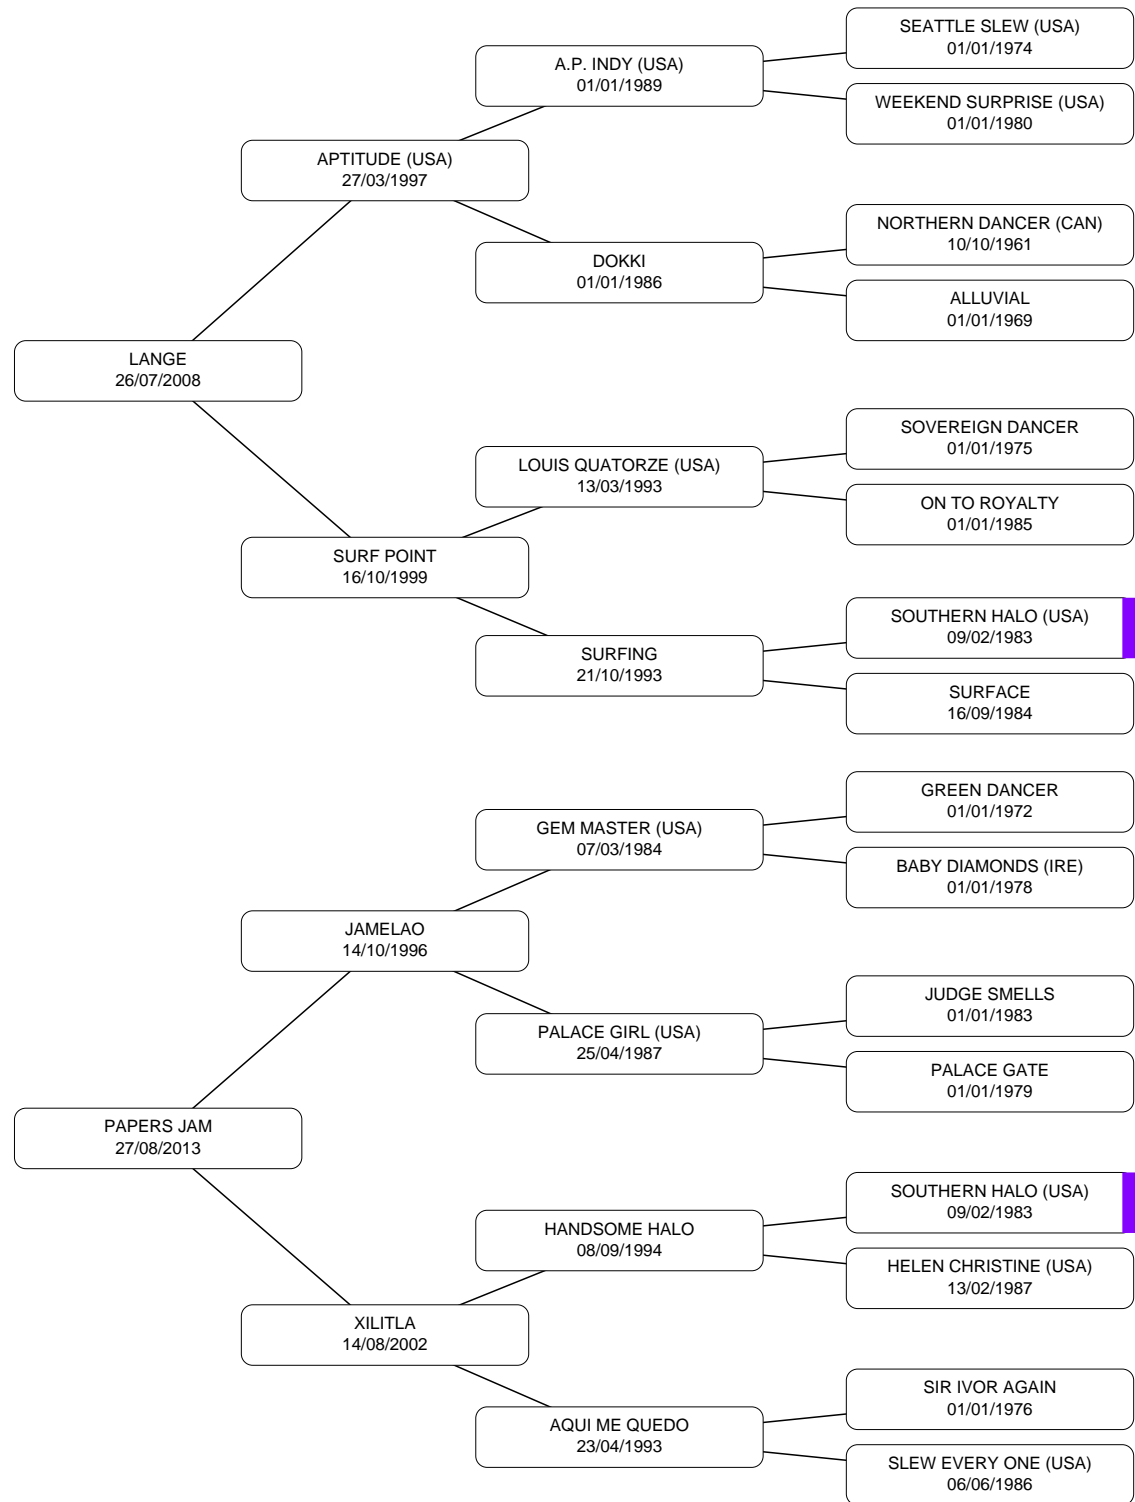 SEATTLE SLEW (USA)
01/01/1974
A.P. INDY (USA)
01/01/1989
WEEKEND SURPRISE (USA)
01/01/1980
APTITUDE (USA)
27/03/1997
NORTHERN DANCER (CAN)
10/10/1961
DOKKI
01/01/1986
ALLUVIAL
01/01/1969
LANGE
26/07/2008
SOVEREIGN DANCER
01/01/1975
LOUIS QUATORZE (USA)
13/03/1993
ON TO ROYALTY
01/01/1985
SURF POINT
16/10/1999
SOUTHERN HALO (USA)
09/02/1983
SURFING
21/10/1993
SURFACE
16/09/1984
GREEN DANCER
01/01/1972
GEM MASTER (USA)
07/03/1984
BABY DIAMONDS (IRE)
01/01/1978
JAMELAO
14/10/1996
JUDGE SMELLS
01/01/1983
PALACE GIRL (USA)
25/04/1987
PALACE GATE
01/01/1979
PAPERS JAM
27/08/2013
SOUTHERN HALO (USA)
09/02/1983
HANDSOME HALO
08/09/1994
HELEN CHRISTINE (USA)
13/02/1987
XILITLA
14/08/2002
SIR IVOR AGAIN
01/01/1976
AQUI ME QUEDO
23/04/1993
SLEW EVERY ONE (USA)
06/06/1986